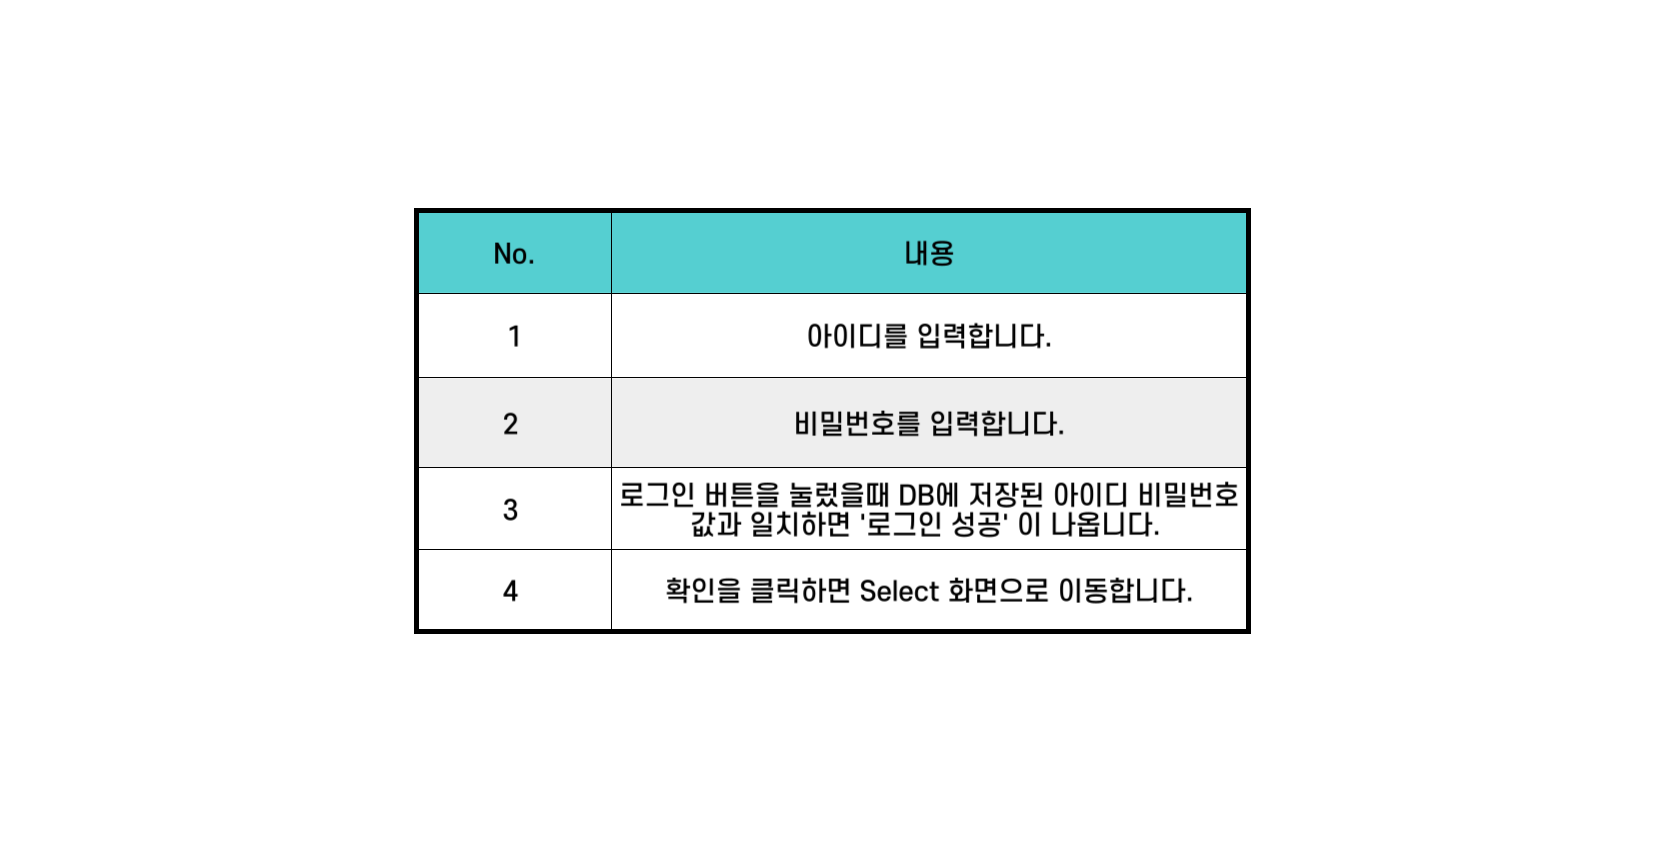 No.
내용
1
아이디를 입력합니다.
2
비밀번호를 입력합니다.
3
로그인 버튼을 눌렀을때 DB에 저장된 아이디 비밀번호
값과 일치하면 '로그인 성공' 이 나옵니다.
4
확인을 클릭하면 Select 화면으로 이동합니다.